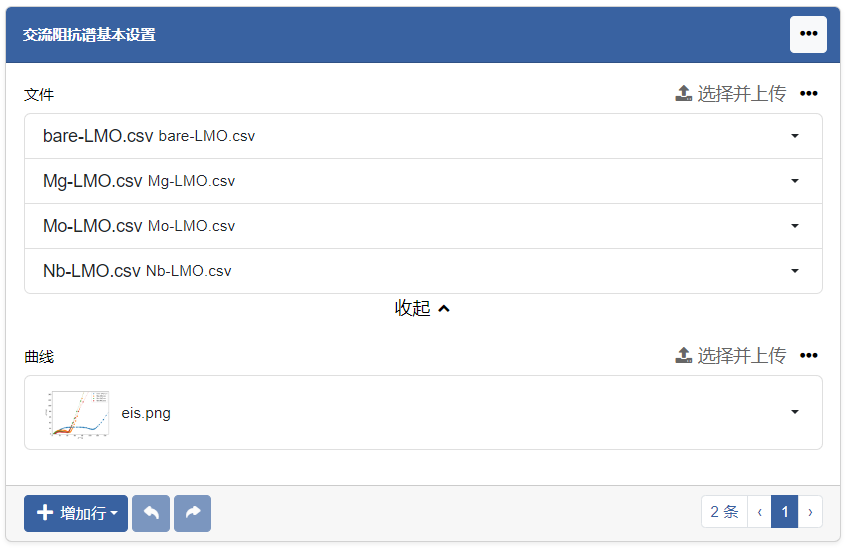 交流阻抗谱基本设置
文件 选择并上传
bare-LMO.csv bare-LMO.csv
Mg-LMO.csv Mg-LMO.csv
Mo-LMO.csv Mo-LMO.csv
Nb-LMO.csv Nb-LMO.csv
收起
曲线 选择并上传
eis.png
增加行 2 条 ‹ 1 ›